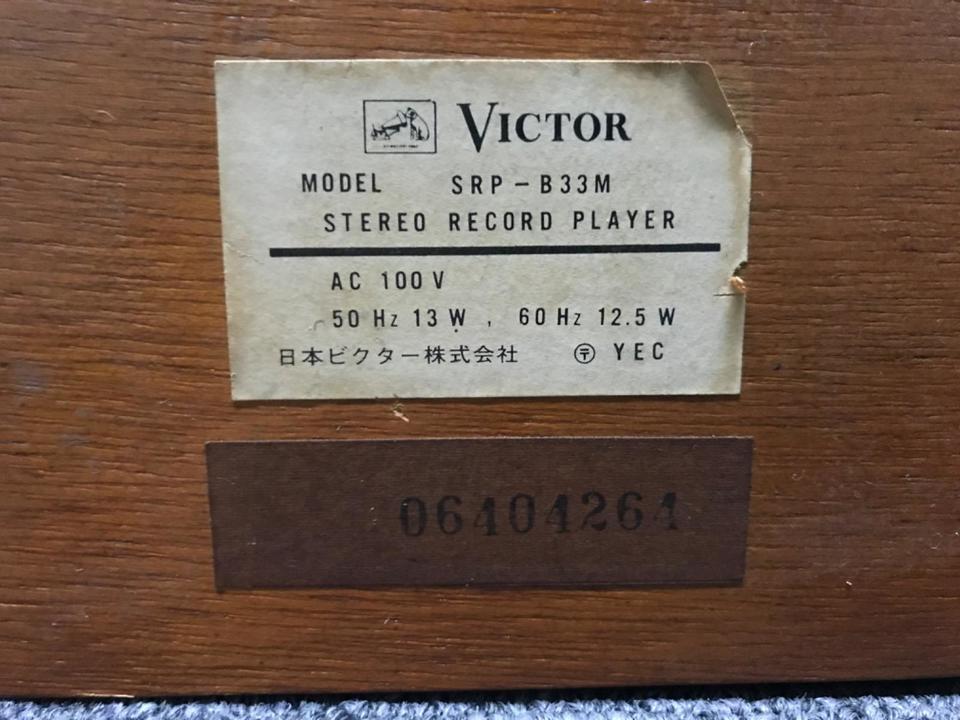 VICTOR
MODEL SRP-B33M
STEREO RECORD PLAYER
AC 100 V
50 Hz 13 W , 60 Hz 12.5 W
日本ビクター株式会社 〶 YEC
06404264